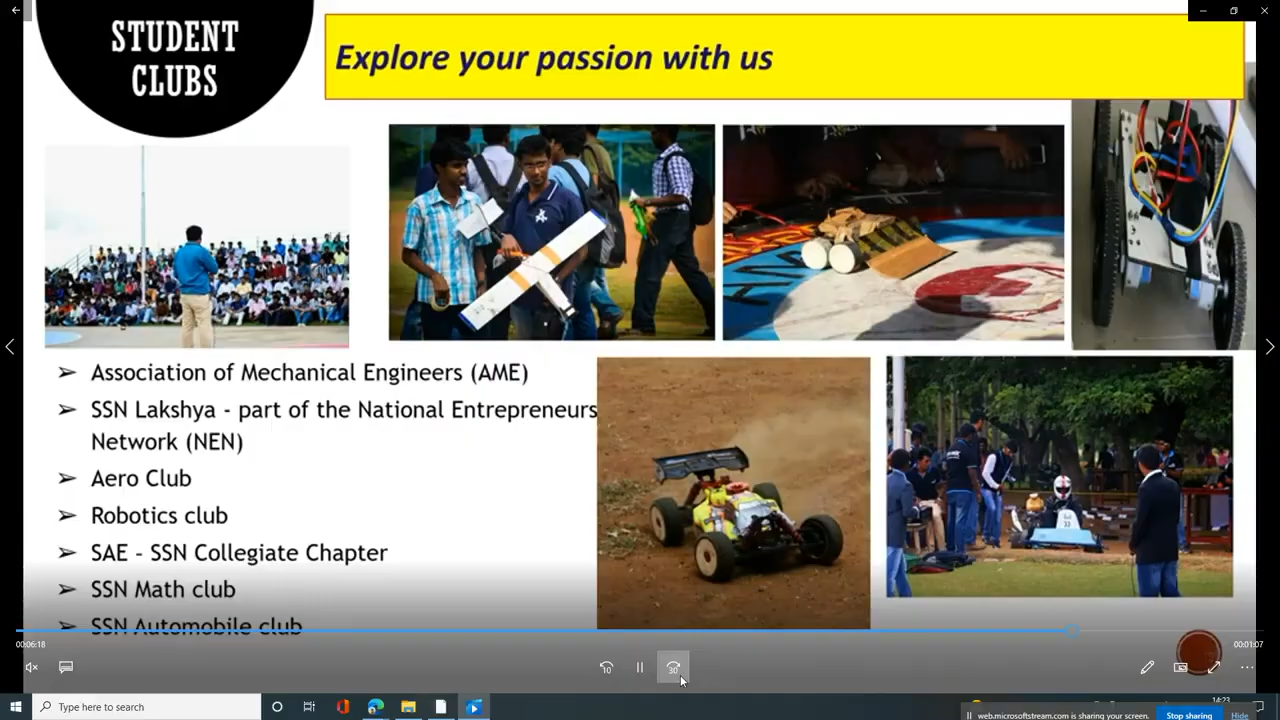 STUDENT
CLUBS
Explore your passion with us
➢ Association of Mechanical Engineers (AME)
➢ SSN Lakshya - part of the National Entrepreneurs
Network (NEN)
➢ Aero Club
➢ Robotics club
➢ SAE - SSN Collegiate Chapter
➢ SSN Math club
➢ SSN Automobile club
00:06:18
00:01:07
10
30
Type here to search
14:23
web.microsoftstream.com is sharing your screen.
Stop sharing
Hide